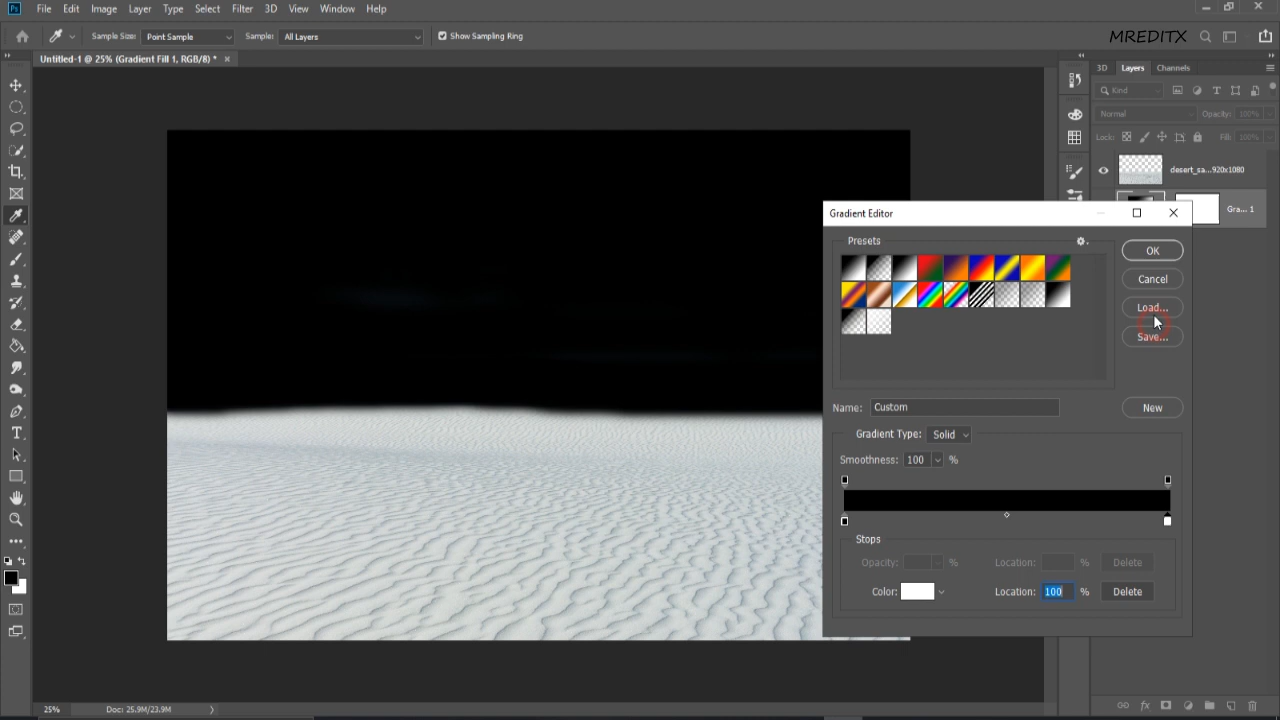 Ps File Edit Image Layer Type Select Filter 3D View Window Help
Sample Size: Point Sample Sample: All Layers Show Sampling Ring MREDITX
Untitled-1 @ 25% (Gradient Fill 1, RGB/8) *
3D Layers Channels
Kind
Normal Opacity: 100%
Lock: Fill: 100%
desert_sa...920x1080
Gra... 1
Gradient Editor
Presets
OK
Cancel
Load...
Save...
Name: Custom New
Gradient Type: Solid
Smoothness: 100 %
Stops
Opacity: % Location: % Delete
Color: Location: 100 % Delete
25% Doc: 25.9M/23.9M